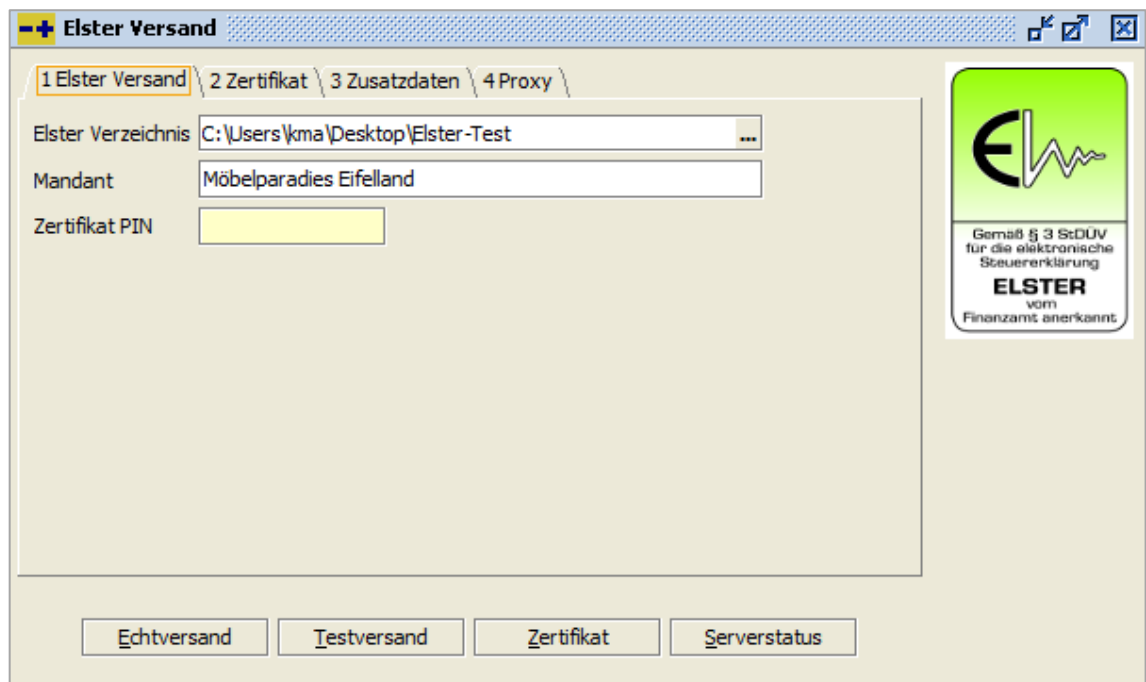 Elster Versand
1 Elster Versand 2 Zertifikat 3 Zusatzdaten 4 Proxy
Elster Verzeichnis C:\Users\kma\Desktop\Elster-Test ...
Mandant Möbelparadies Eifelland
Zertifikat PIN
Gemäß § 3 StDÜV
für die elektronische
Steuererklärung
ELSTER
vom
Finanzamt anerkannt
Echtversand Testversand Zertifikat Serverstatus